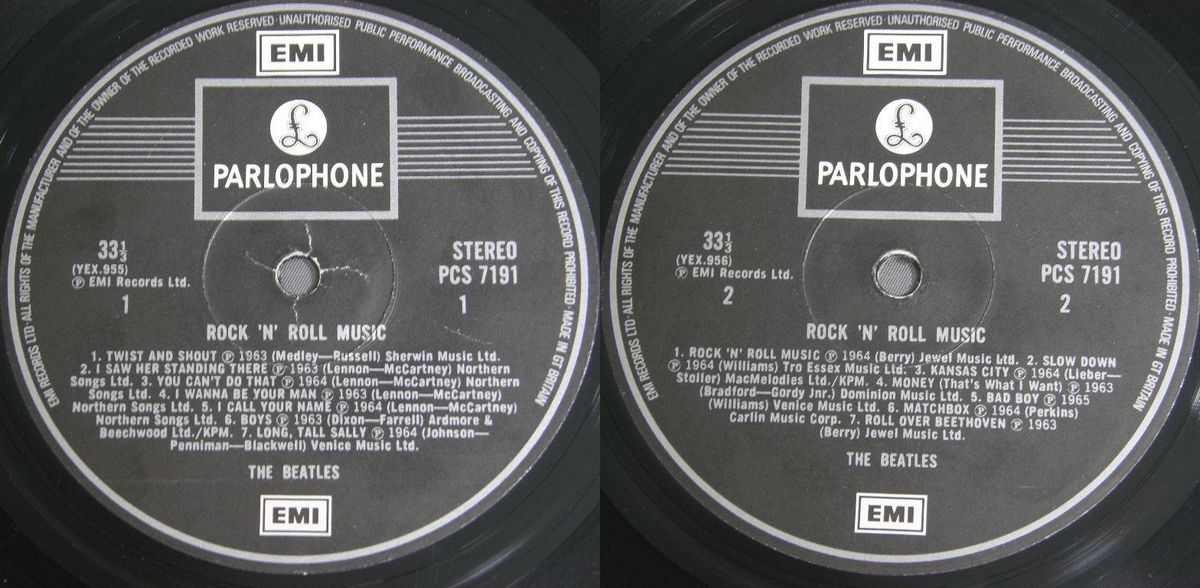 EMI RECORDS LTD·ALL RIGHTS OF THE MANUFACTURER AND OF THE OWNER OF THE RECORDED WORK RESERVED·UNAUTHORISED PUBLIC PERFORMANCE BROADCASTING AND COPYING OF THIS RECORD PROHIBITED·MADE IN GT BRITAIN
EMI
£
PARLOPHONE
33⅓
(YEX.955)
Ⓟ EMI Records Ltd.
1
STEREO
PCS 7191
1
ROCK 'N' ROLL MUSIC
1. TWIST AND SHOUT Ⓟ 1963 (Medley—Russell) Sherwin Music Ltd.
2. I SAW HER STANDING THERE Ⓟ 1963 (Lennon—McCartney) Northern
Songs Ltd. 3. YOU CAN'T DO THAT Ⓟ 1964 (Lennon—McCartney) Northern
Songs Ltd. 4. I WANNA BE YOUR MAN Ⓟ 1963 (Lennon—McCartney)
Northern Songs Ltd. 5. I CALL YOUR NAME Ⓟ 1964 (Lennon—McCartney)
Northern Songs Ltd. 6. BOYS Ⓟ 1963 (Dixon—Farrell) Ardmore &
Beechwood Ltd./KPM. 7. LONG, TALL SALLY Ⓟ 1964 (Johnson—
Penniman—Blackwell) Venice Music Ltd.
THE BEATLES
EMI
EMI RECORDS LTD·ALL RIGHTS OF THE MANUFACTURER AND OF THE OWNER OF THE RECORDED WORK RESERVED·UNAUTHORISED PUBLIC PERFORMANCE BROADCASTING AND COPYING OF THIS RECORD PROHIBITED·MADE IN GT BRITAIN
EMI
£
PARLOPHONE
33⅓
(YEX.956)
Ⓟ EMI Records Ltd.
2
STEREO
PCS 7191
2
ROCK 'N' ROLL MUSIC
1. ROCK 'N' ROLL MUSIC Ⓟ 1964 (Berry) Jewel Music Ltd. 2. SLOW DOWN
Ⓟ 1964 (Williams) Tro Essex Music Ltd. 3. KANSAS CITY Ⓟ 1964 (Lieber—
Stoller) MacMelodies Ltd./KPM. 4. MONEY (That's What I Want) Ⓟ 1963
(Bradford—Gordy Jnr.) Dominion Music Ltd. 5. BAD BOY Ⓟ 1965
(Williams) Venice Music Ltd. 6. MATCHBOX Ⓟ 1964 (Perkins)
Carlin Music Corp. 7. ROLL OVER BEETHOVEN Ⓟ 1963
(Berry) Jewel Music Ltd.
THE BEATLES
EMI